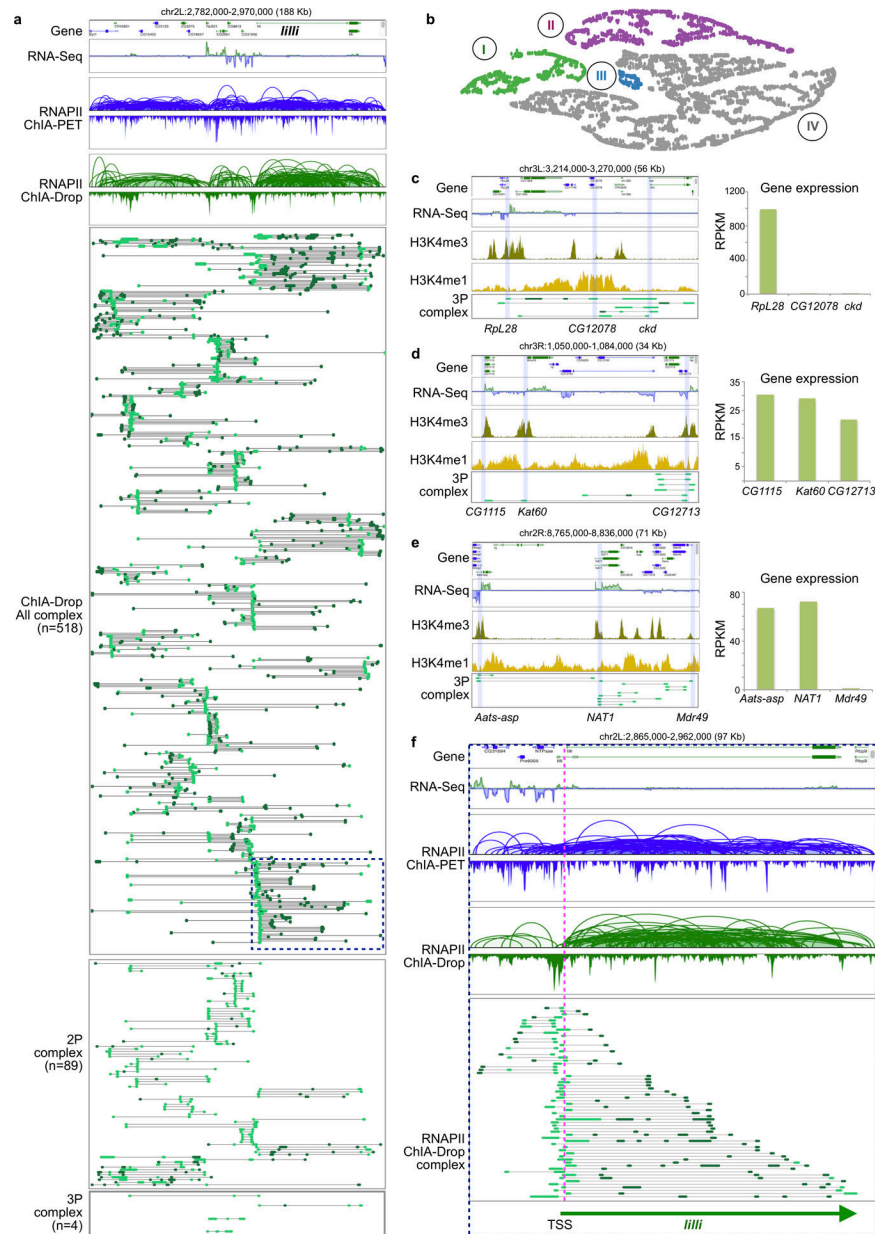 a
chr2L:2,782,000-2,970,000 (188 Kb)
Gene
lilli
RNA-Seq
RNAPII
ChIA-PET
RNAPII
ChIA-Drop
ChIA-Drop
All complex
(n=518)
2P
complex
(n=89)
3P
complex
(n=4)
b
I
II
III
IV
c
chr3L:3,214,000-3,270,000 (56 Kb)
Gene
RNA-Seq
H3K4me3
H3K4me1
3P
complex
RpL28
CG12078
ckd
Gene expression
RPKM
1200
800
400
0
RpL28 CG12078 ckd
d
chr3R:1,050,000-1,084,000 (34 Kb)
Gene
RNA-Seq
H3K4me3
H3K4me1
3P
complex
CG1115
Kat60
CG12713
Gene expression
RPKM
35
25
15
5
CG1115 Kat60 CG12713
e
chr2R:8,765,000-8,836,000 (71 Kb)
Gene
RNA-Seq
H3K4me3
H3K4me1
3P
complex
Aats-asp
NAT1
Mdr49
Gene expression
RPKM
80
40
0
Aats-asp NAT1 Mdr49
f
chr2L:2,865,000-2,962,000 (97 Kb)
Gene
RNA-Seq
RNAPII
ChIA-PET
RNAPII
ChIA-Drop
RNAPII
ChIA-Drop
complex
TSS
lilli